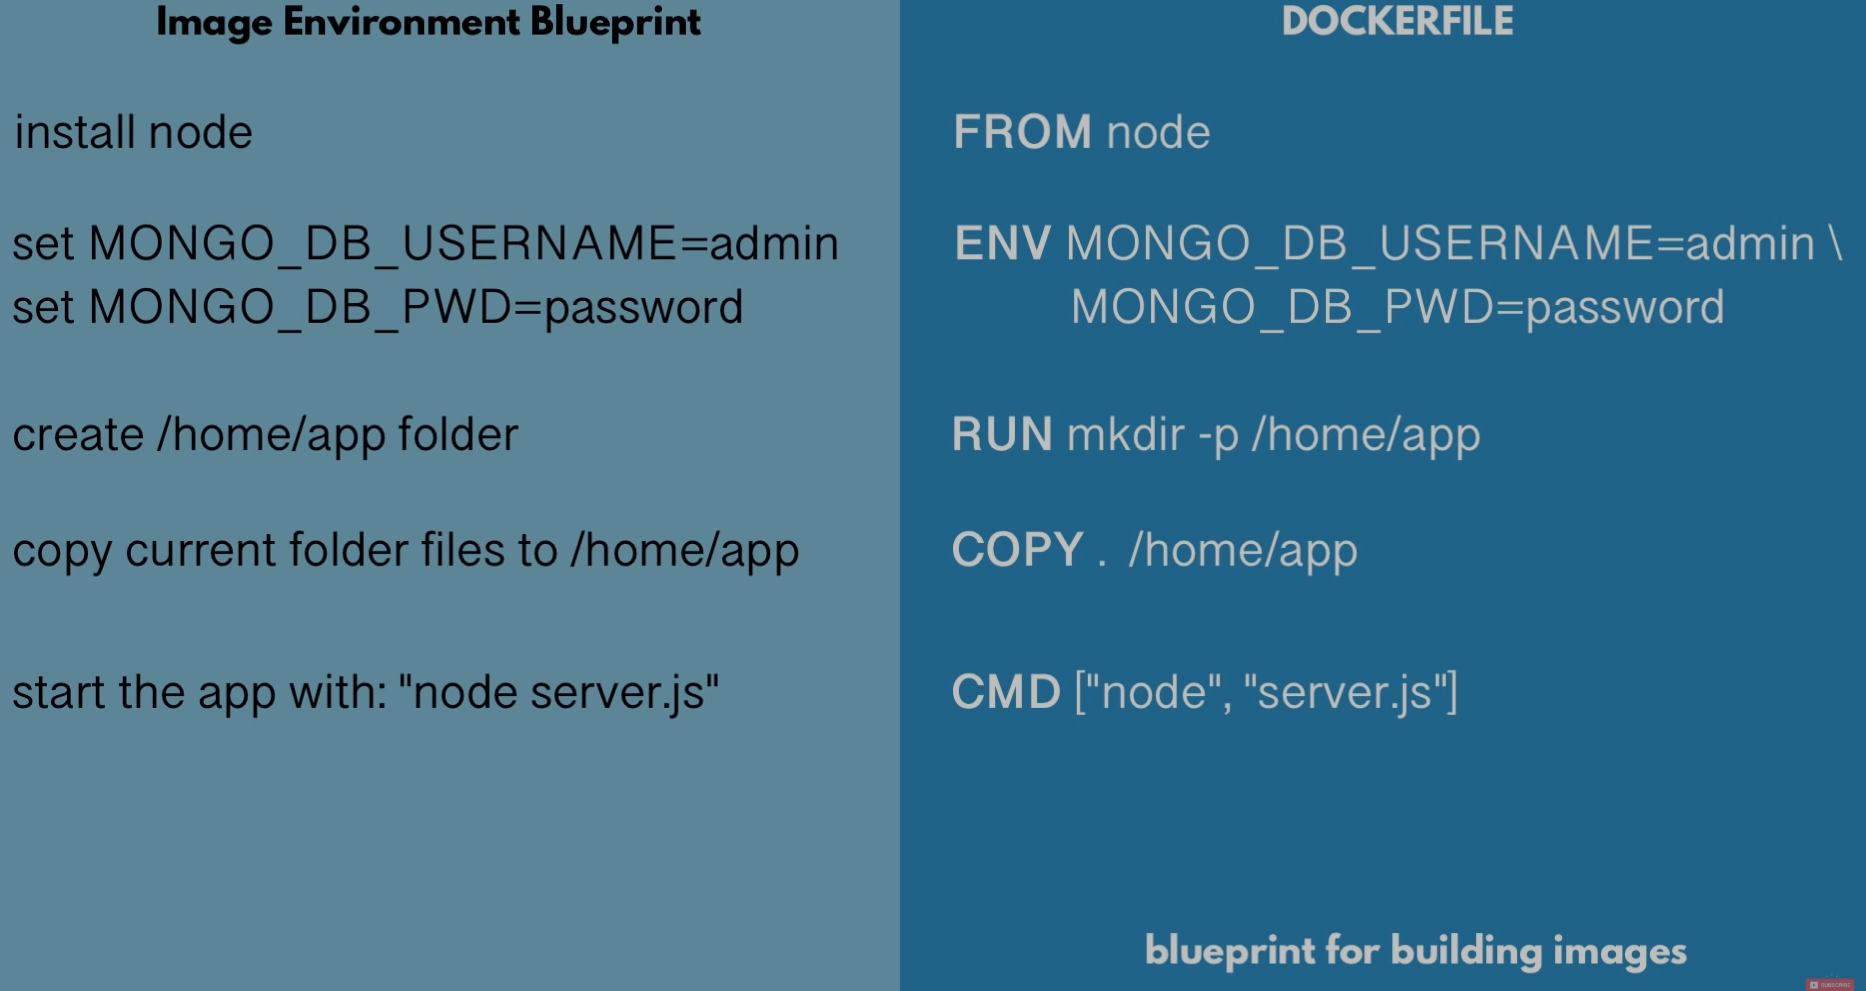 Image Environment Blueprint
install node
set MONGO_DB_USERNAME=admin
set MONGO_DB_PWD=password
create /home/app folder
copy current folder files to /home/app
start the app with: "node server.js"
DOCKERFILE
FROM node
ENV MONGO_DB_USERNAME=admin \
MONGO_DB_PWD=password
RUN mkdir -p /home/app
COPY . /home/app
CMD ["node", "server.js"]
blueprint for building images
SUBSCRIBE